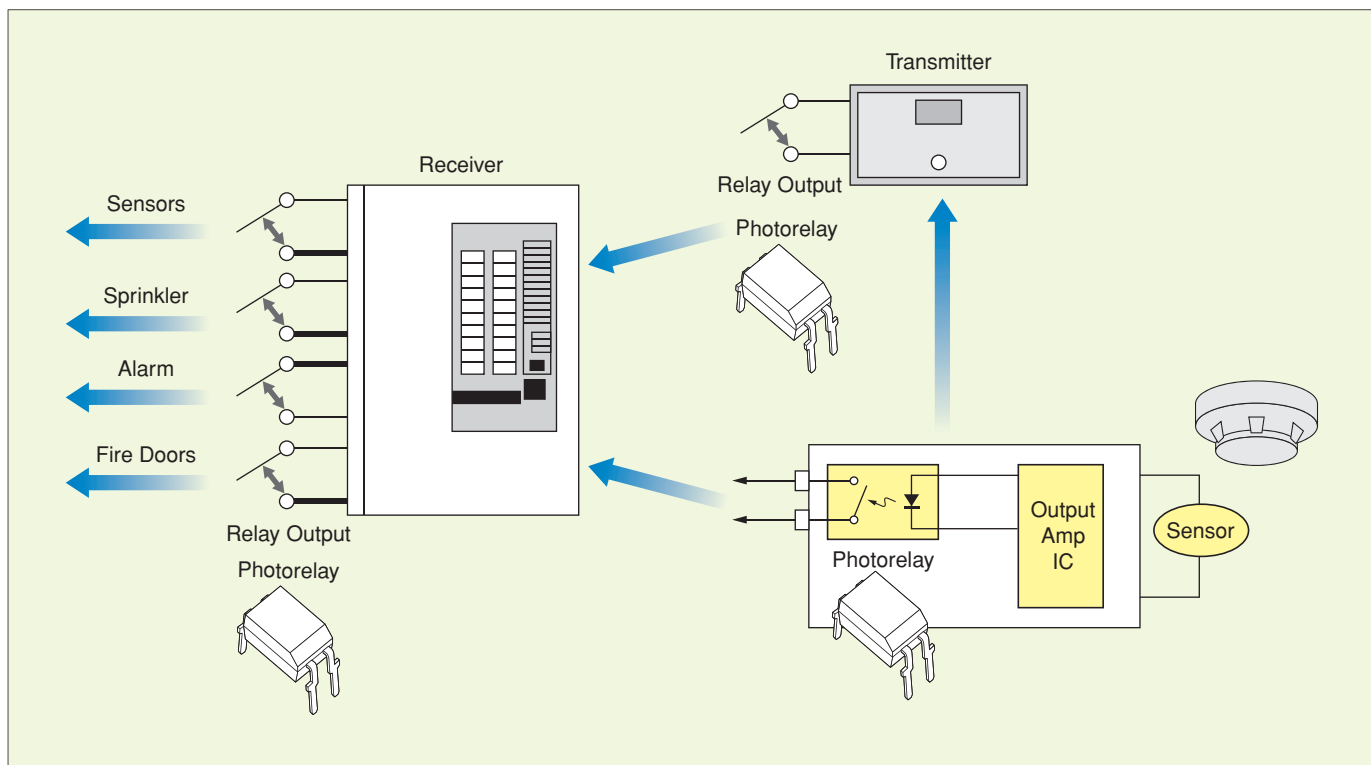 Transmitter
Relay Output
Photorelay
Receiver
Sensors
Sprinkler
Alarm
Fire Doors
Relay Output
Photorelay
Output
Amp
IC
Sensor
Photorelay